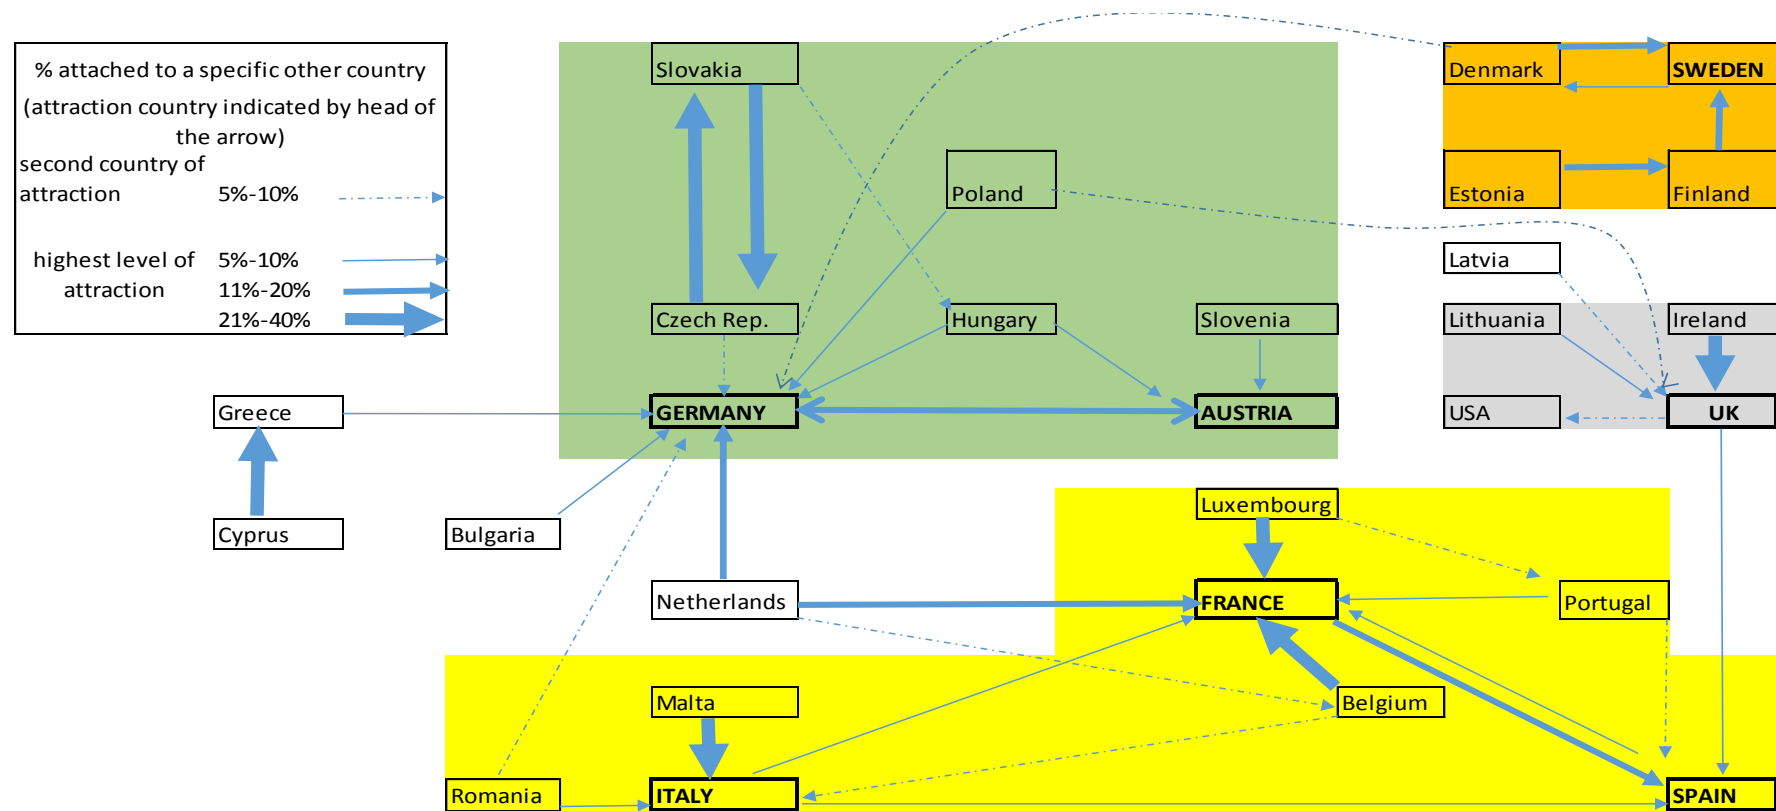 % attached to a specific other country
(attraction country indicated by head of
the arrow)
second country of
attraction 5%-10%
highest level of 5%-10%
attraction 11%-20%
21%-40%
Slovakia
Denmark
SWEDEN
Poland
Estonia
Finland
Latvia
Czech Rep.
Hungary
Slovenia
Lithuania
Ireland
Greece
GERMANY
AUSTRIA
USA
UK
Luxembourg
Cyprus
Bulgaria
Netherlands
FRANCE
Portugal
Malta
Belgium
Romania
ITALY
SPAIN